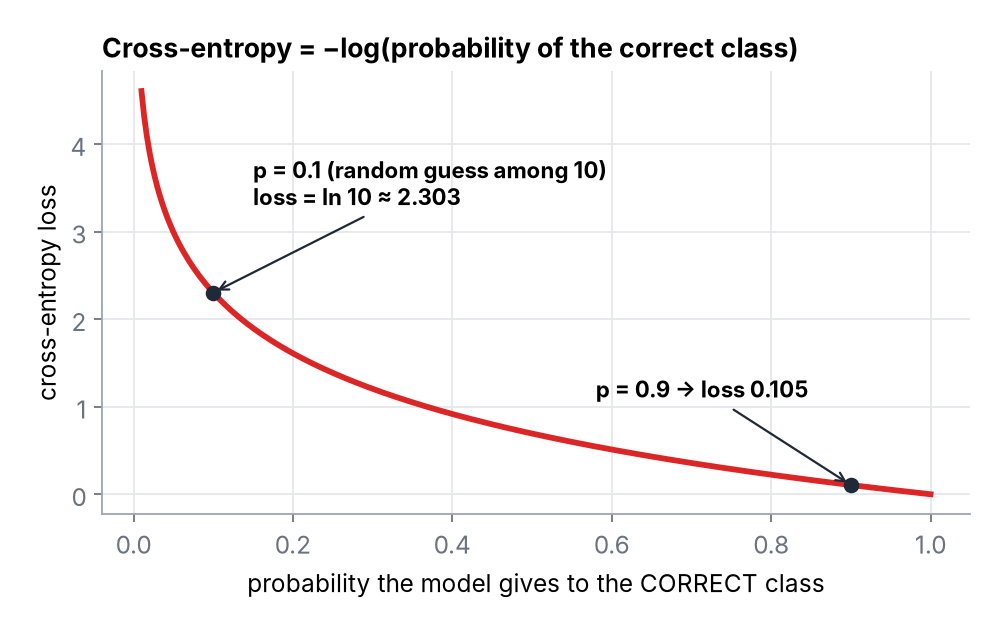 Cross-entropy = −log(probability of the correct class)
cross-entropy loss
4
3
2
1
0
p = 0.1 (random guess among 10)
loss = ln 10 ≈ 2.303
p = 0.9 → loss 0.105
0.0
0.2
0.4
0.6
0.8
1.0
probability the model gives to the CORRECT class